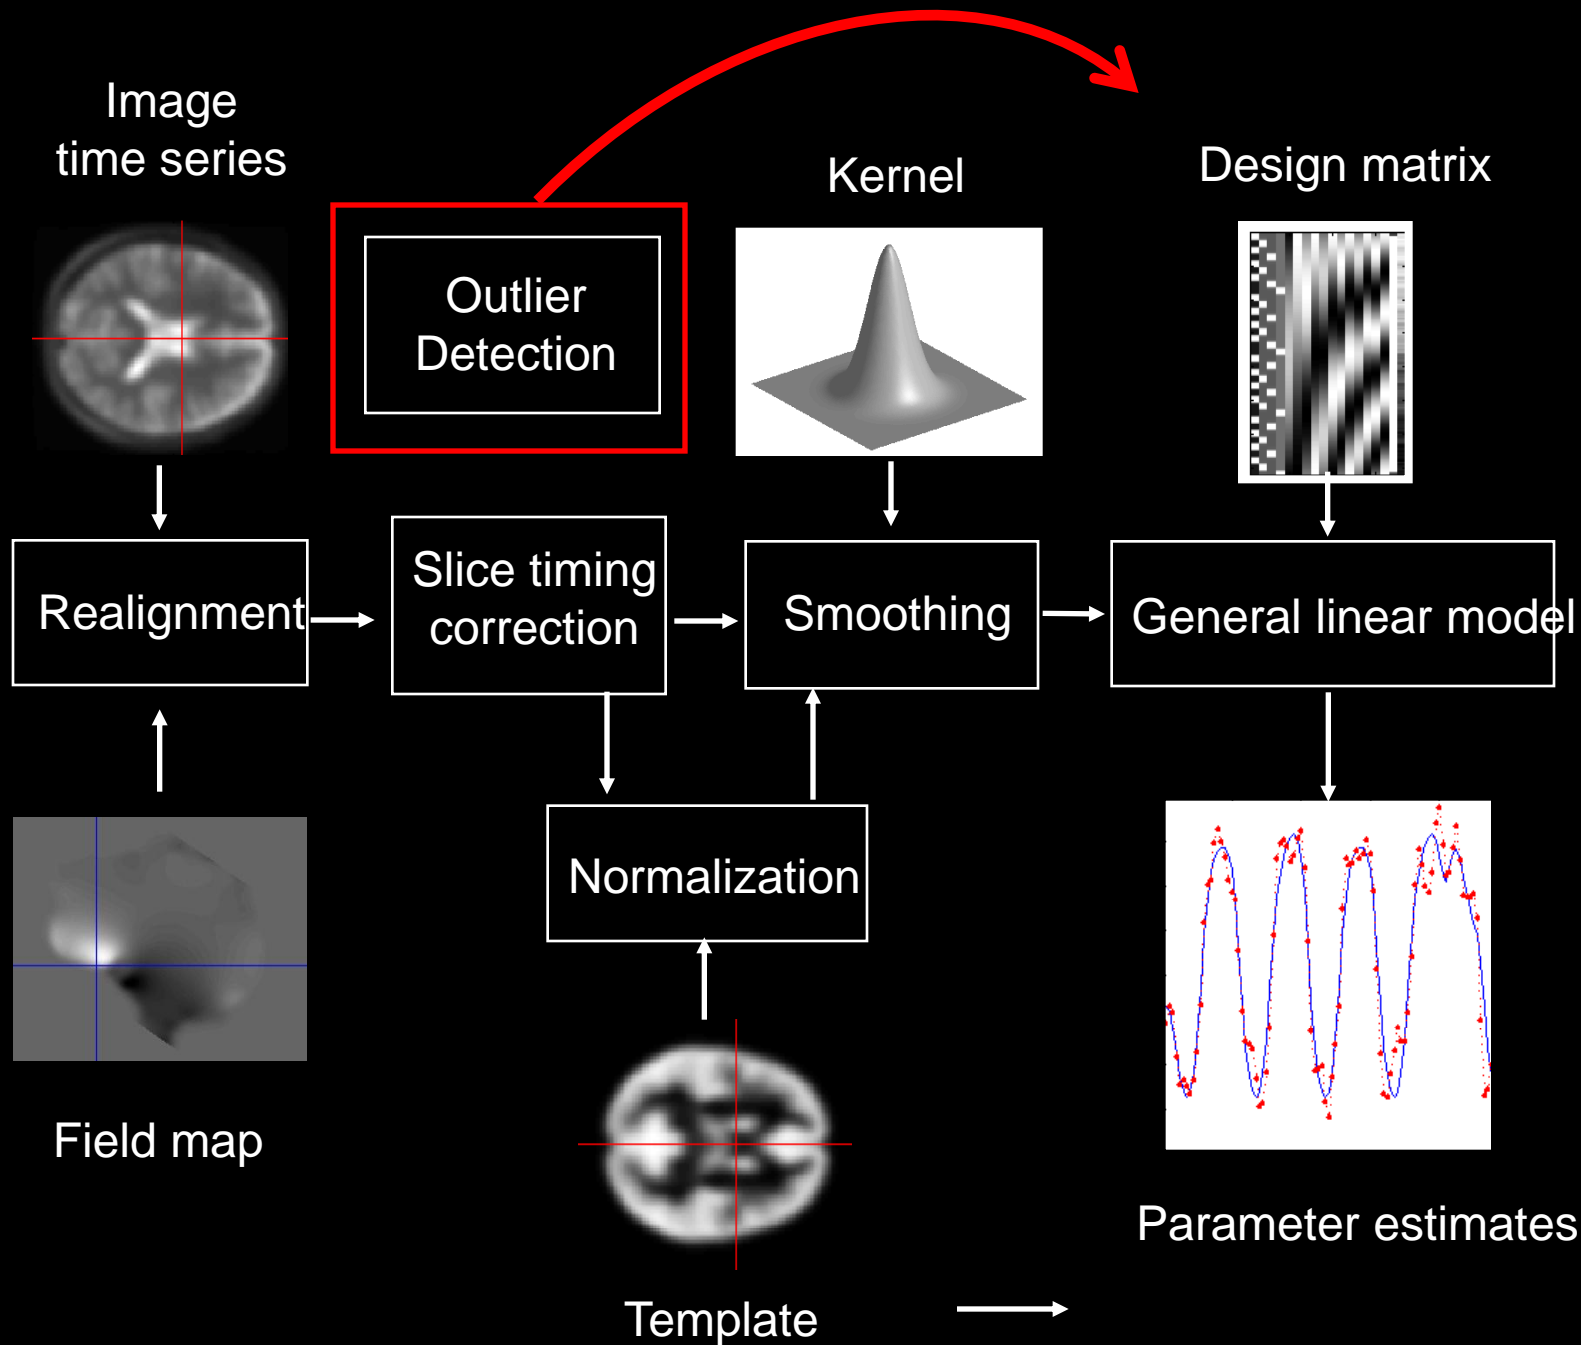 Image
time series
Outlier
Detection
Kernel
Design matrix
Realignment
Slice timing
correction
Smoothing
General linear model
Normalization
Field map
Template
Parameter estimates